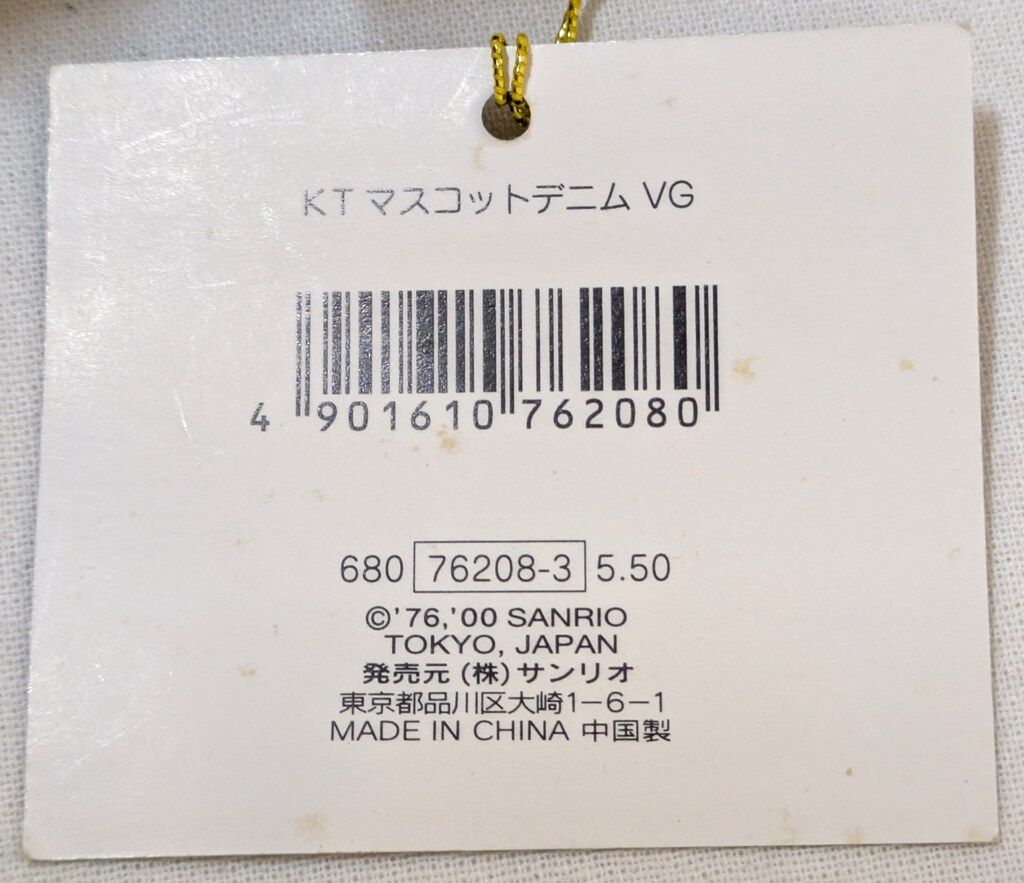 KT マスコットデニム VG
4 901610 762080
680 76208-3 5.50
©'76,'00 SANRIO
TOKYO, JAPAN
発売元(株)サンリオ
東京都品川区大崎1-6-1
MADE IN CHINA 中国製